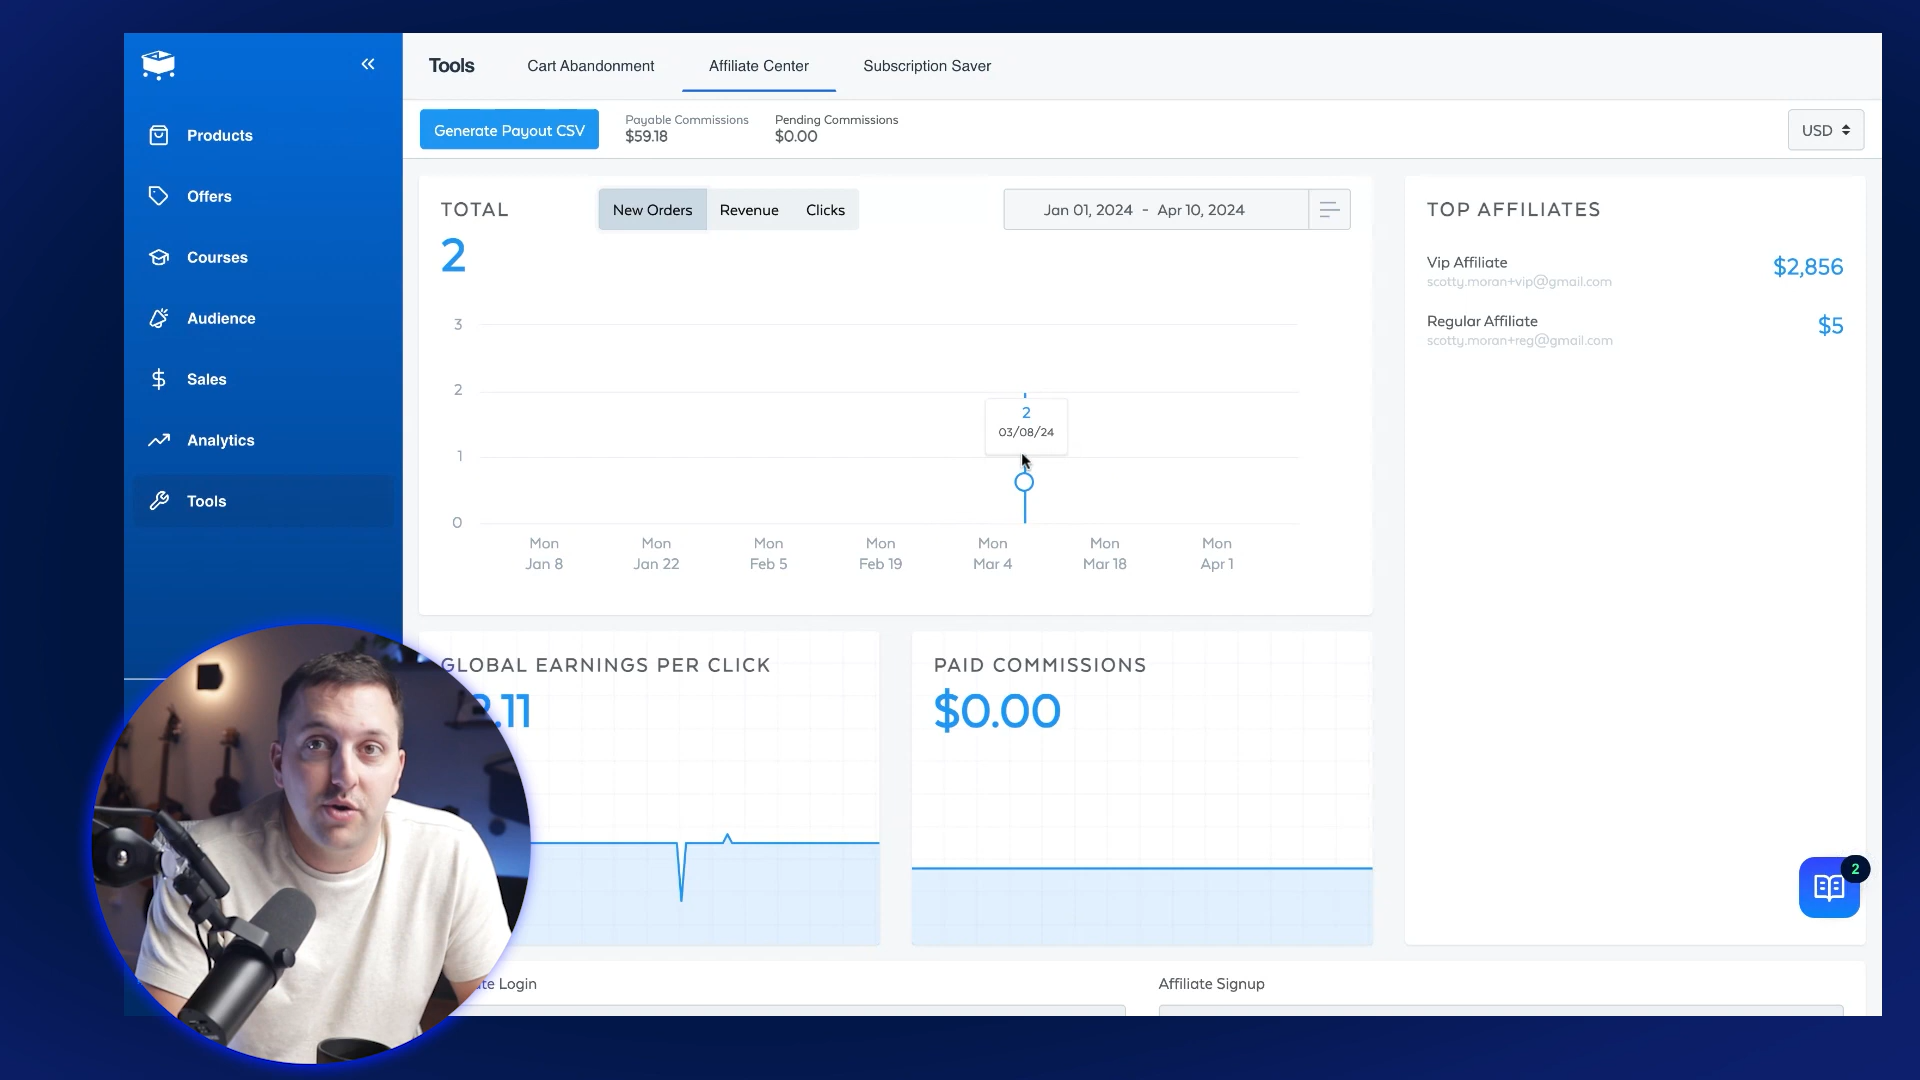 Tools
Cart Abandonment
Affiliate Center
Subscription Saver
Products
Offers
Courses
Audience
Sales
Analytics
Tools
Generate Payout CSV
Payable Commissions
$59.18
Pending Commissions
$0.00
USD
TOTAL
2
New Orders
Revenue
Clicks
Jan 01, 2024 - Apr 10, 2024
3
2
1
0
2
03/08/24
Mon
Jan 8
Mon
Jan 22
Mon
Feb 5
Mon
Feb 19
Mon
Mar 4
Mon
Mar 18
Mon
Apr 1
TOP AFFILIATES
Vip Affiliate
scotty.moran+vip@gmail.com
$2,856
Regular Affiliate
scotty.moran+reg@gmail.com
$5
GLOBAL EARNINGS PER CLICK
.11
PAID COMMISSIONS
$0.00
2
Login
Affiliate Signup